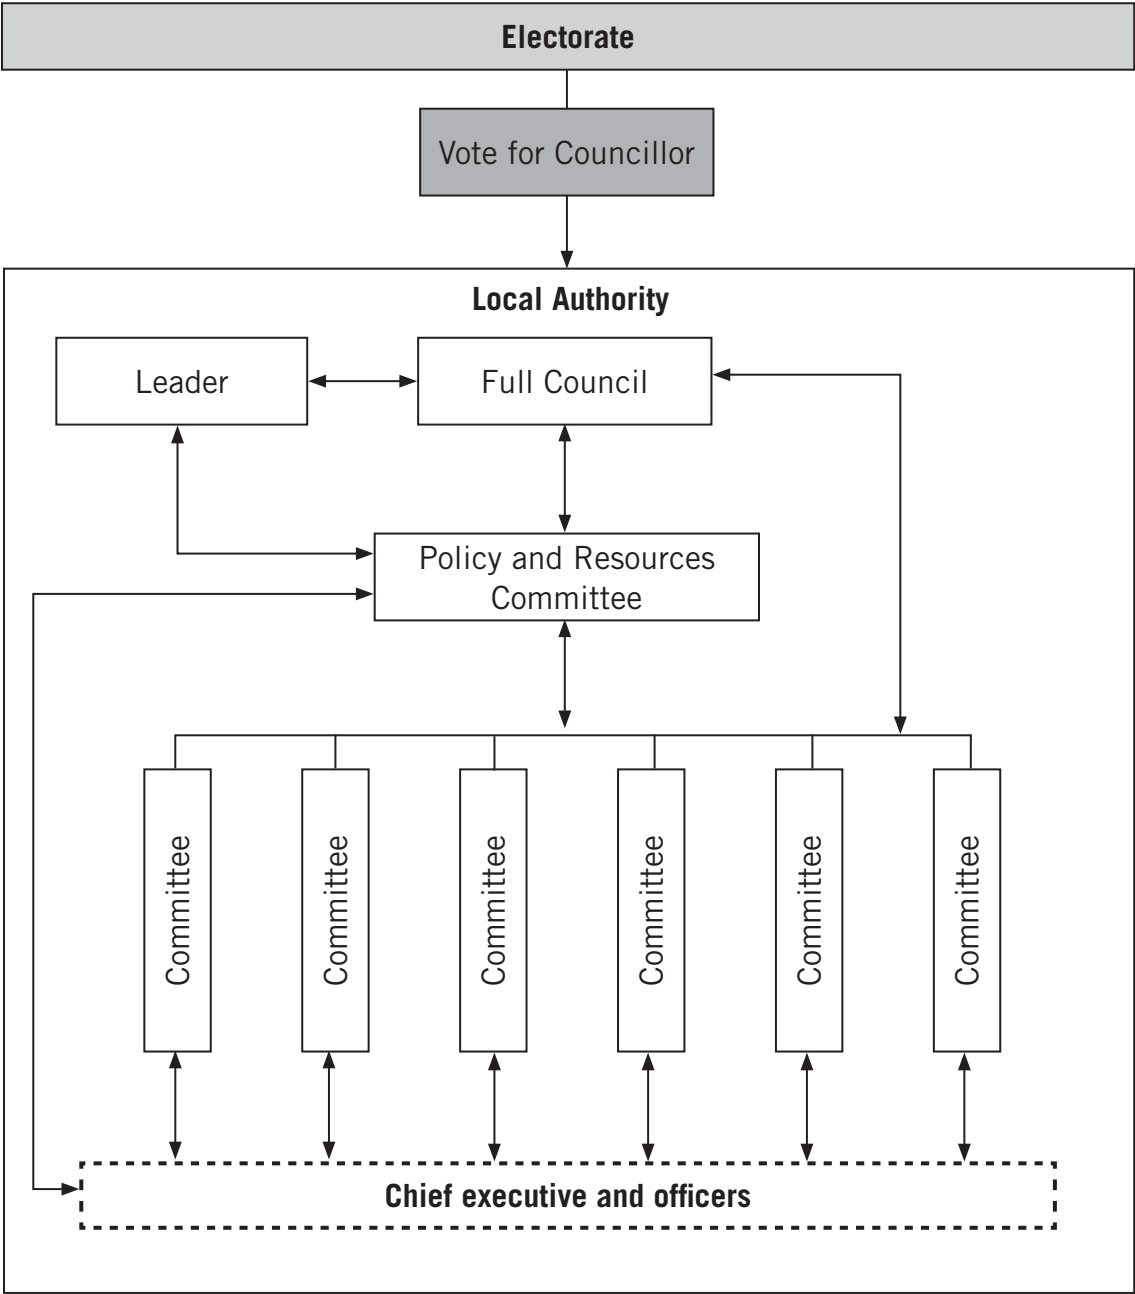 Electorate
Vote for Councillor
Local Authority
Leader
Full Council
Policy and Resources
Committee
Committee
Committee
Committee
Committee
Committee
Committee
Chief executive and officers